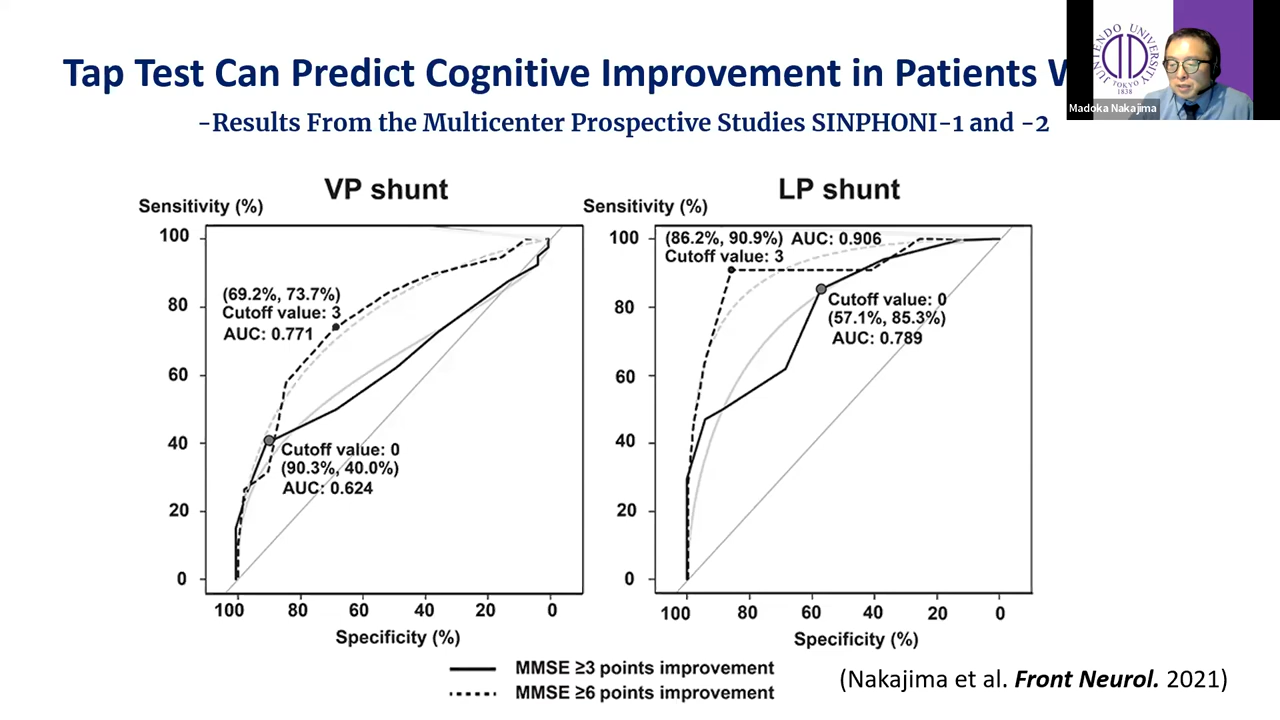 Tap Test Can Predict Cognitive Improvement in Patients
-Results From the Multicenter Prospective Studies SINPHONI-1 and -2
JUNTENDO UNIVERSITY
TOKYO
1838
Madoka Nakajima
VP shunt
Sensitivity (%)
100
80
60
40
20
0
(69.2%, 73.7%)
Cutoff value: 3
AUC: 0.771
Cutoff value: 0
(90.3%, 40.0%)
AUC: 0.624
100 80 60 40 20 0
Specificity (%)
LP shunt
Sensitivity (%)
100
80
60
40
20
0
(86.2%, 90.9%) AUC: 0.906
Cutoff value: 3
Cutoff value: 0
(57.1%, 85.3%)
AUC: 0.789
100 80 60 40 20 0
Specificity (%)
MMSE ≥3 points improvement
MMSE ≥6 points improvement
(Nakajima et al. Front Neurol. 2021)